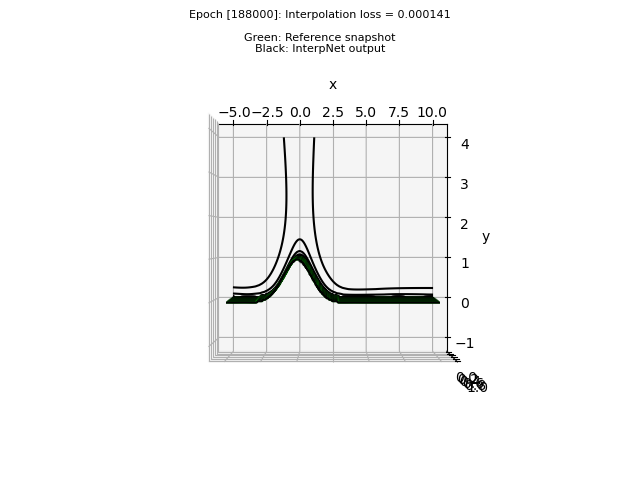 Epoch [188000]: Interpolation loss = 0.000141
Green: Reference snapshot
Black: InterpNet output
x
−5.0 −2.5 0.0 2.5 5.0 7.5 10.0
4
3
2
y
1
0
−1